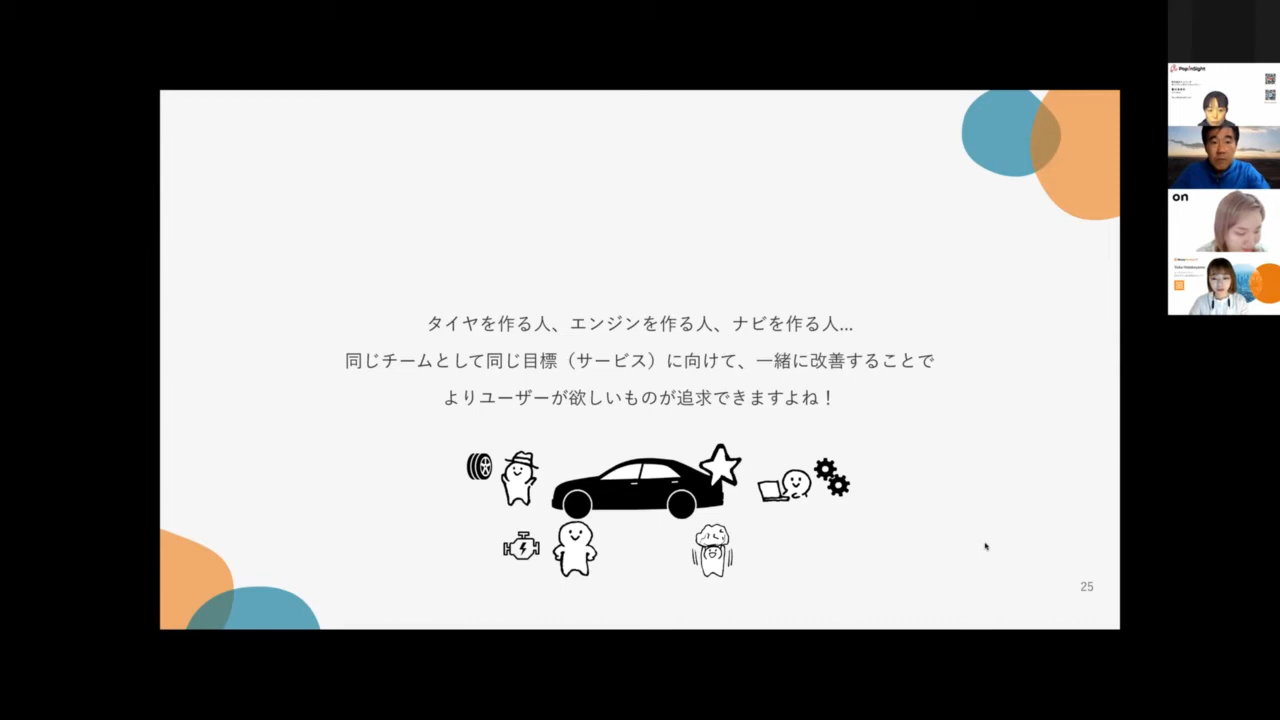 タイヤを作る人、エンジンを作る人、ナビを作る人...
同じチームとして同じ目標（サービス）に向けて、一緒に改善することで
よりユーザーが欲しいものが追求できますよね！
25
Pop'nSight
on